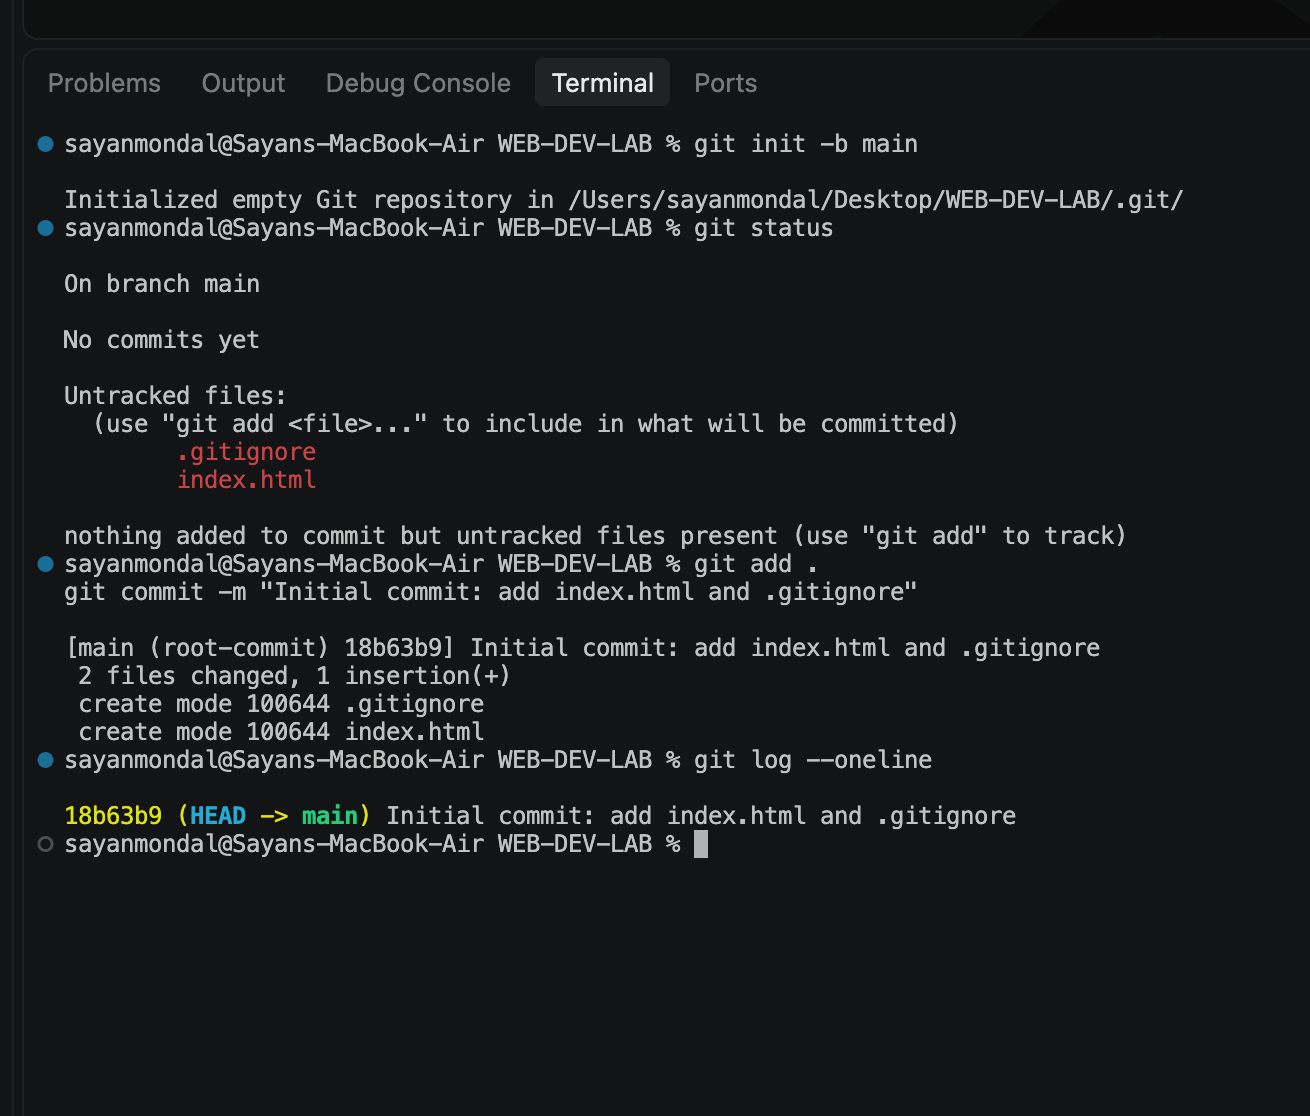 Problems Output Debug Console Terminal Ports
sayanmondal@Sayans-MacBook-Air WEB-DEV-LAB % git init -b main
Initialized empty Git repository in /Users/sayanmondal/Desktop/WEB-DEV-LAB/.git/
sayanmondal@Sayans-MacBook-Air WEB-DEV-LAB % git status
On branch main
No commits yet
Untracked files:
  (use "git add <file>..." to include in what will be committed)
        .gitignore
        index.html
nothing added to commit but untracked files present (use "git add" to track)
sayanmondal@Sayans-MacBook-Air WEB-DEV-LAB % git add .
git commit -m "Initial commit: add index.html and .gitignore"
[main (root-commit) 18b63b9] Initial commit: add index.html and .gitignore
 2 files changed, 1 insertion(+)
 create mode 100644 .gitignore
 create mode 100644 index.html
sayanmondal@Sayans-MacBook-Air WEB-DEV-LAB % git log --oneline
18b63b9 (HEAD -> main) Initial commit: add index.html and .gitignore
sayanmondal@Sayans-MacBook-Air WEB-DEV-LAB %